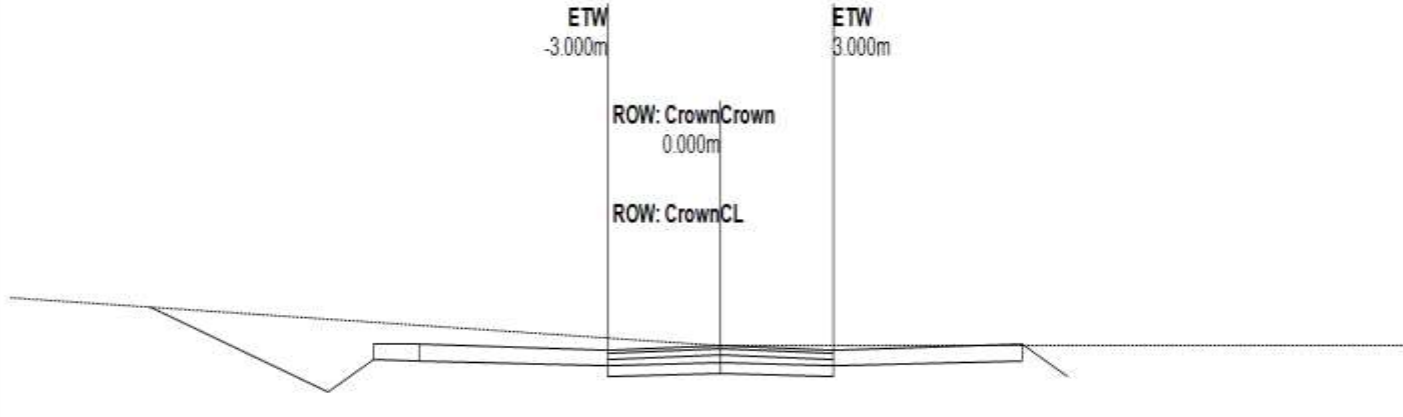 ETW
-3.000m
ETW
3.000m
ROW: CrownCrown
0.000m
ROW: CrownCL